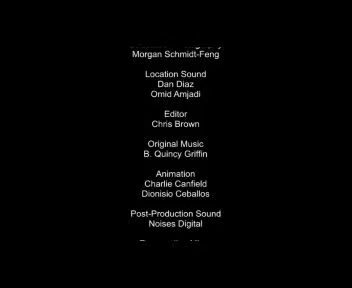 Morgan Schmidt-Feng
Location Sound
Dan Diaz
Omid Amjadi
Editor
Chris Brown
Original Music
B. Quincy Griffin
Animation
Charlie Canfield
Dionisio Ceballos
Post-Production Sound
Noises Digital